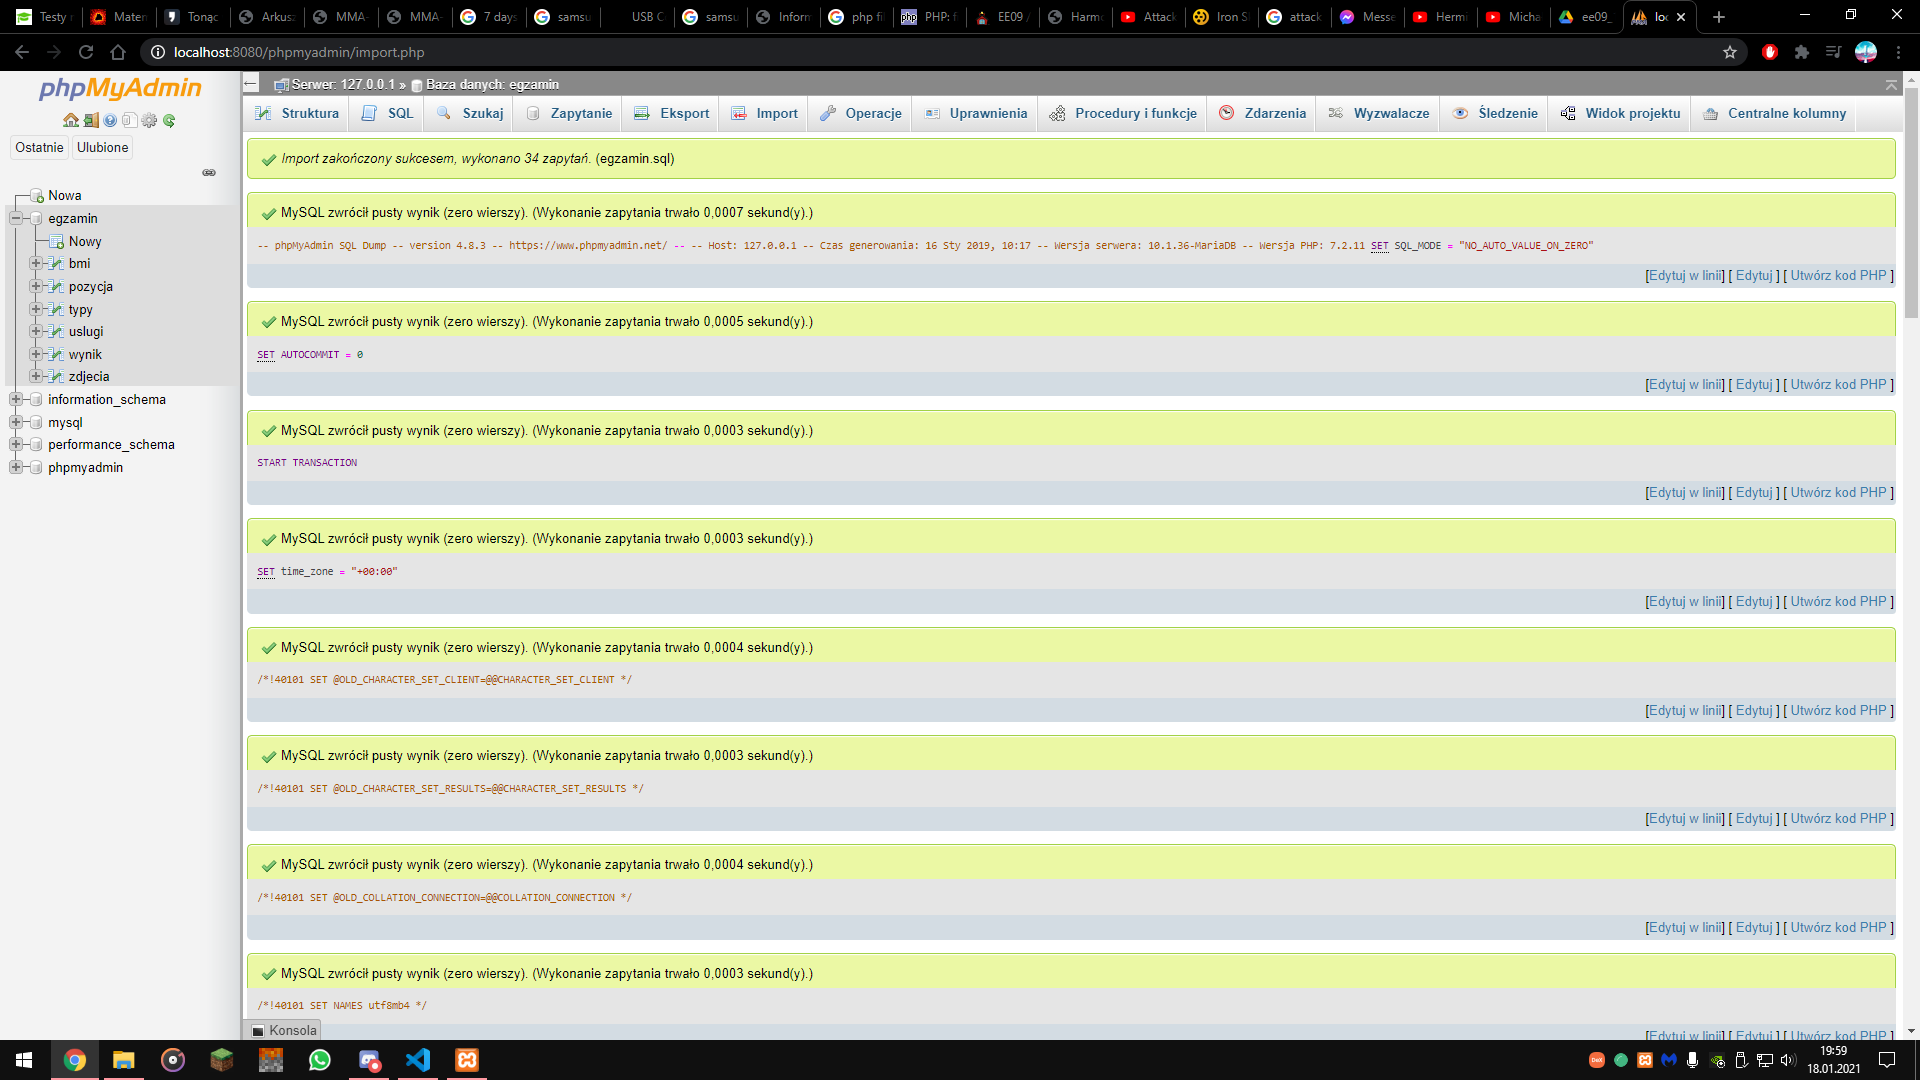 Testy
Matem
Tonąc
Arkusz
MMA-
MMA-
7 days
samsu
USB C
samsu
Inform
php fi
php
PHP: f
EE09 /
Harmo
Attack
Iron S
attack
Messe
Hermi
Micha
ee09_
loc
localhost:8080/phpmyadmin/import.php
phpMyAdmin
Ostatnie
Ulubione
Nowa
egzamin
Nowy
bmi
pozycja
typy
uslugi
wynik
zdjecia
information_schema
mysql
performance_schema
phpmyadmin
Serwer: 127.0.0.1 » Baza danych: egzamin
Struktura
SQL
Szukaj
Zapytanie
Eksport
Import
Operacje
Uprawnienia
Procedury i funkcje
Zdarzenia
Wyzwalacze
Śledzenie
Widok projektu
Centralne kolumny
Import zakończony sukcesem, wykonano 34 zapytań. (egzamin.sql)
MySQL zwrócił pusty wynik (zero wierszy). (Wykonanie zapytania trwało 0,0007 sekund(y).)
-- phpMyAdmin SQL Dump -- version 4.8.3 -- https://www.phpmyadmin.net/ -- -- Host: 127.0.0.1 -- Czas generowania: 16 Sty 2019, 10:17 -- Wersja serwera: 10.1.36-MariaDB -- Wersja PHP: 7.2.11 SET SQL_MODE = "NO_AUTO_VALUE_ON_ZERO"
[Edytuj w linii] [ Edytuj ] [ Utwórz kod PHP ]
MySQL zwrócił pusty wynik (zero wierszy). (Wykonanie zapytania trwało 0,0005 sekund(y).)
SET AUTOCOMMIT = 0
[Edytuj w linii] [ Edytuj ] [ Utwórz kod PHP ]
MySQL zwrócił pusty wynik (zero wierszy). (Wykonanie zapytania trwało 0,0003 sekund(y).)
START TRANSACTION
[Edytuj w linii] [ Edytuj ] [ Utwórz kod PHP ]
MySQL zwrócił pusty wynik (zero wierszy). (Wykonanie zapytania trwało 0,0003 sekund(y).)
SET time_zone = "+00:00"
[Edytuj w linii] [ Edytuj ] [ Utwórz kod PHP ]
MySQL zwrócił pusty wynik (zero wierszy). (Wykonanie zapytania trwało 0,0004 sekund(y).)
/*!40101 SET @OLD_CHARACTER_SET_CLIENT=@@CHARACTER_SET_CLIENT */
[Edytuj w linii] [ Edytuj ] [ Utwórz kod PHP ]
MySQL zwrócił pusty wynik (zero wierszy). (Wykonanie zapytania trwało 0,0003 sekund(y).)
/*!40101 SET @OLD_CHARACTER_SET_RESULTS=@@CHARACTER_SET_RESULTS */
[Edytuj w linii] [ Edytuj ] [ Utwórz kod PHP ]
MySQL zwrócił pusty wynik (zero wierszy). (Wykonanie zapytania trwało 0,0004 sekund(y).)
/*!40101 SET @OLD_COLLATION_CONNECTION=@@COLLATION_CONNECTION */
[Edytuj w linii] [ Edytuj ] [ Utwórz kod PHP ]
MySQL zwrócił pusty wynik (zero wierszy). (Wykonanie zapytania trwało 0,0003 sekund(y).)
/*!40101 SET NAMES utf8mb4 */
[Edytuj w linii] [ Edytuj ] [ Utwórz kod PHP ]
Konsola
19:59
18.01.2021